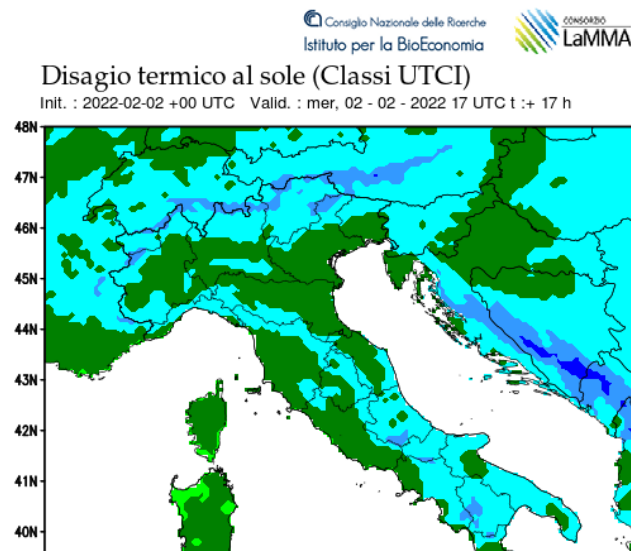 Consiglio Nazionale delle Ricerche
Istituto per la BioEconomia
CONSORZIO
LaMMA
Disagio termico al sole (Classi UTCI)
Init. : 2022-02-02 +00 UTC Valid. : mer, 02 - 02 - 2022 17 UTC t :+ 17 h
48N
47N
46N
45N
44N
43N
42N
41N
40N